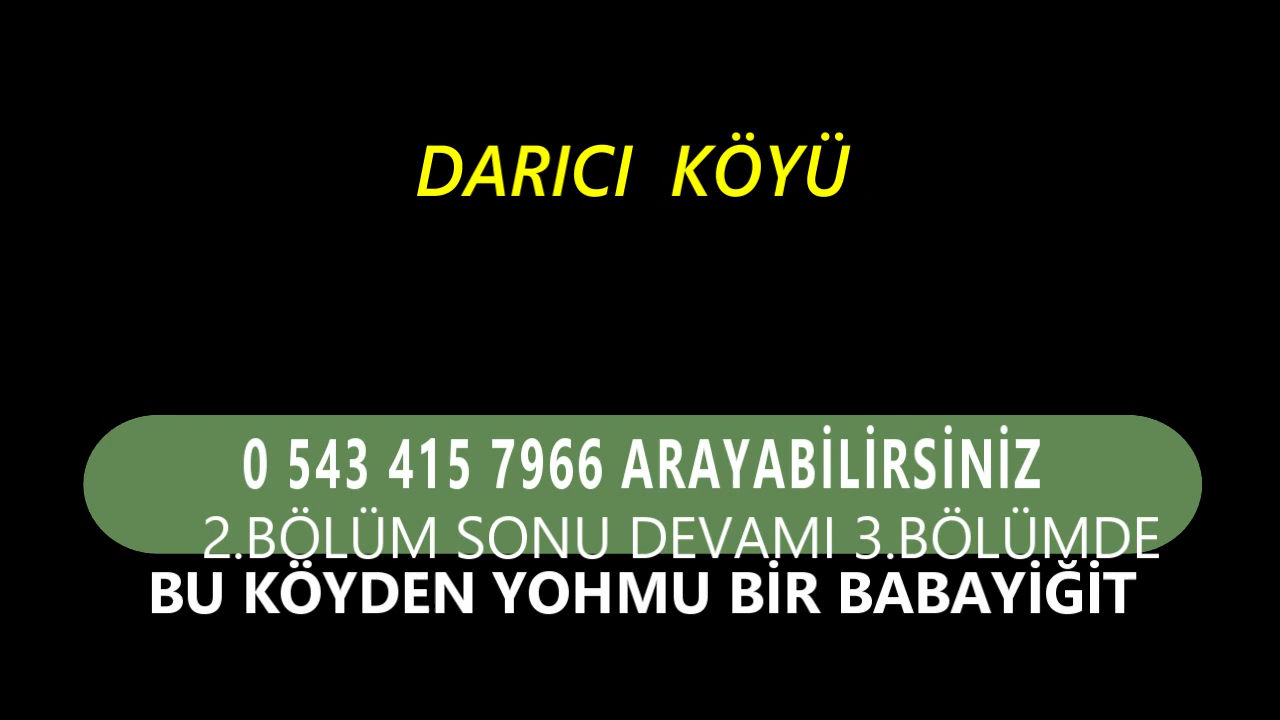 DARICI KÖYÜ
0 543 415 7966 ARAYABİLİRSİNİZ
2.BÖLÜM SONU DEVAMI 3.BÖLÜMDE
BU KÖYDEN YOHMU BİR BABAYİĞİT